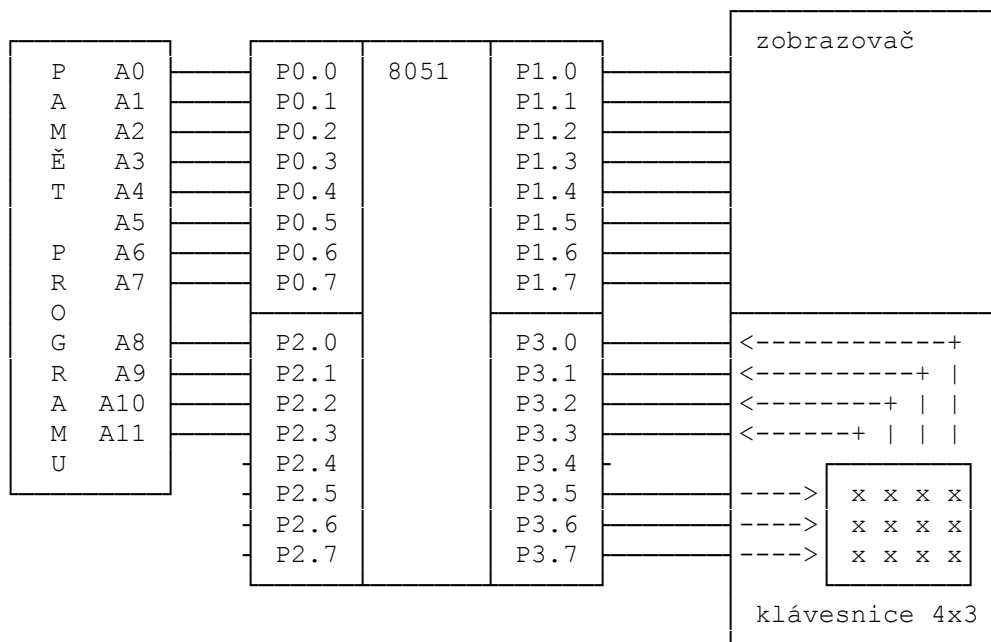 zobrazovač
P A0 P0.0 8051 P1.0
A A1 P0.1 P1.1
M A2 P0.2 P1.2
Ě A3 P0.3 P1.3
T A4 P0.4 P1.4
A5 P0.5 P1.5
P A6 P0.6 P1.6
R A7 P0.7 P1.7
O
G A8 P2.0 P3.0 <------------+
R A9 P2.1 P3.1 <----------+ |
A A10 P2.2 P3.2 <--------+ | |
M A11 P2.3 P3.3 <------+ | | |
U P2.4 P3.4
P2.5 P3.5 ----> x x x x
P2.6 P3.6 ----> x x x x
P2.7 P3.7 ----> x x x x
klávesnice 4x3